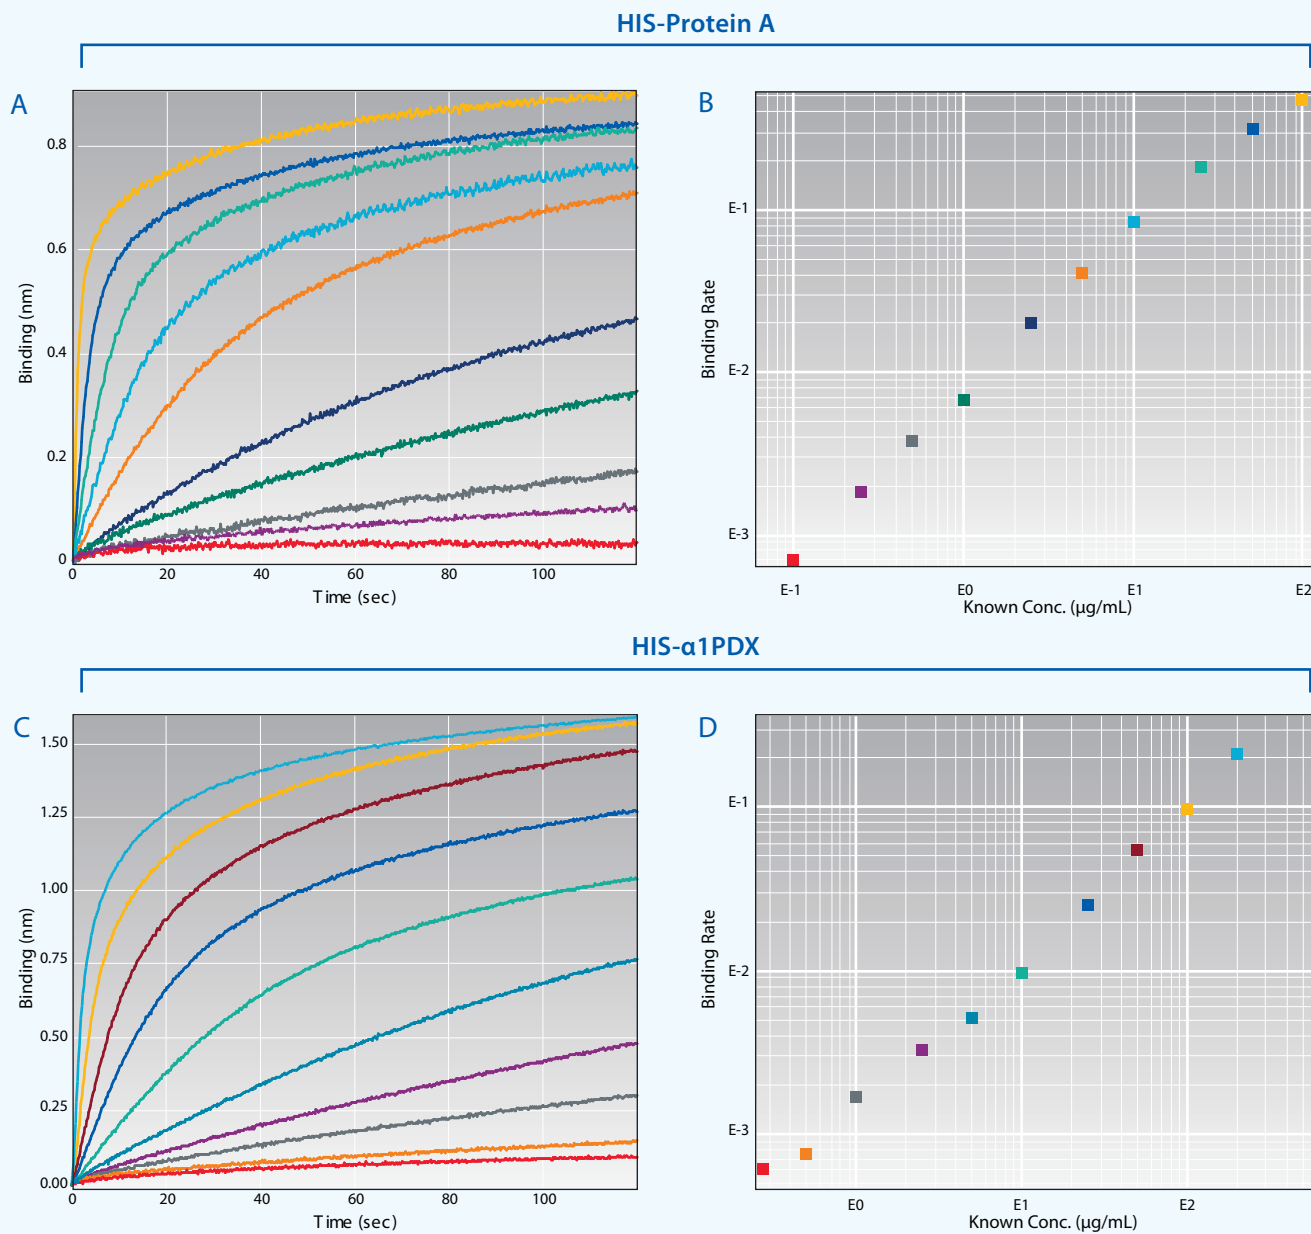 HIS-Protein A
A
0.8
0.6
0.4
0.2
0
Binding (nm)
0 20 40 60 80 100
Time (sec)
B
E-1
E-2
E-3
Binding Rate
E-1 E0 E1 E2
Known Conc. (µg/mL)
HIS-α1PDX
C
1.50
1.25
1.00
0.75
0.50
0.25
0.00
Binding (nm)
0 20 40 60 80 100
Time (sec)
D
E-1
E-2
E-3
Binding Rate
E0 E1 E2
Known Conc. (µg/mL)